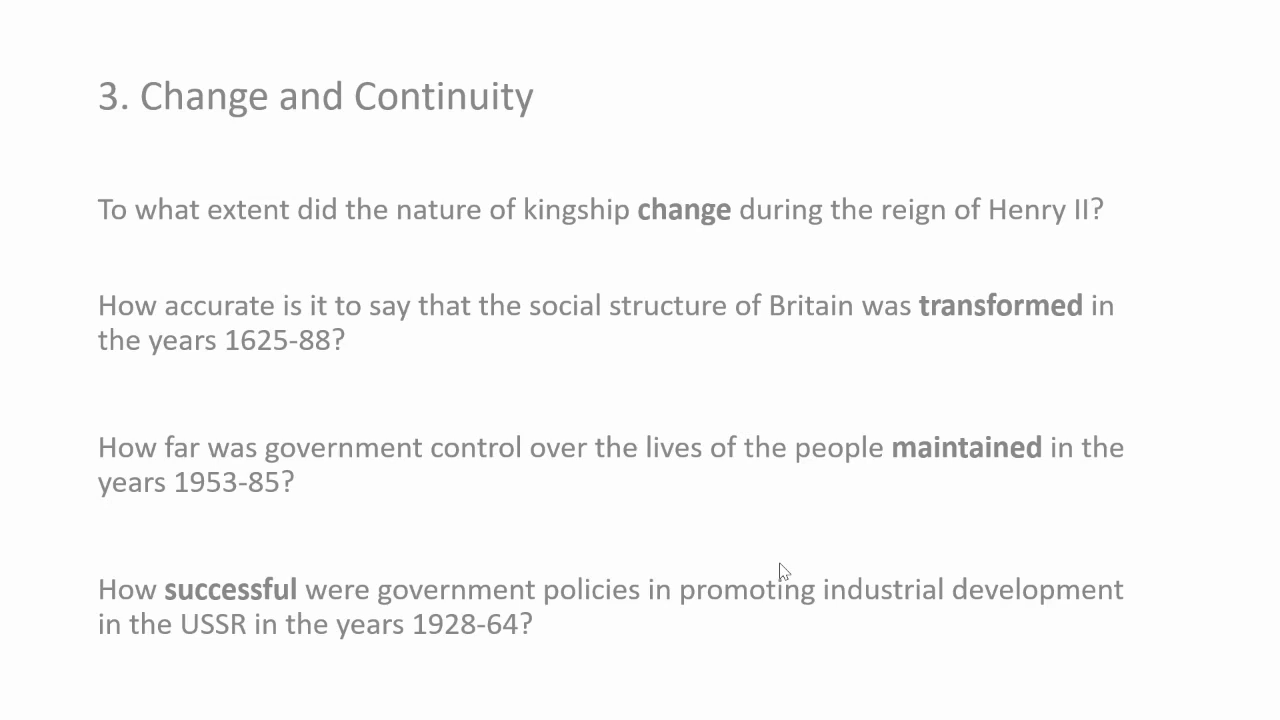 3. Change and Continuity
To what extent did the nature of kingship change during the reign of Henry II?
How accurate is it to say that the social structure of Britain was transformed in
the years 1625-88?
How far was government control over the lives of the people maintained in the
years 1953-85?
How successful were government policies in promoting industrial development
in the USSR in the years 1928-64?